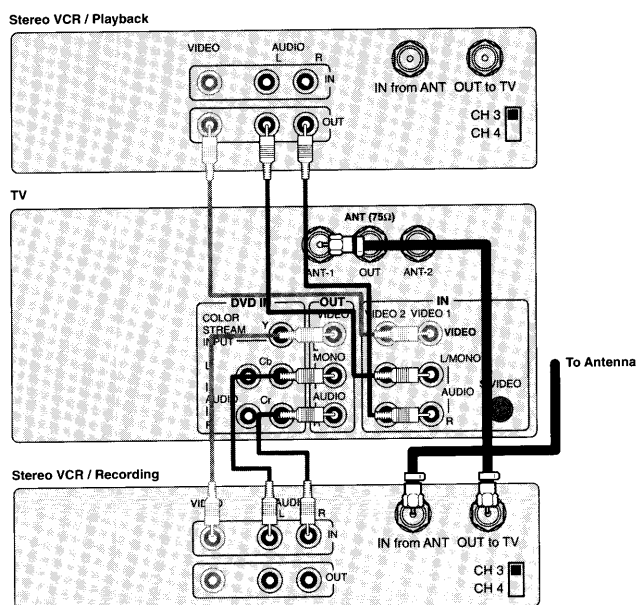 Stereo VCR / Playback
VIDEO
AUDIO
L R
IN
OUT
IN from ANT OUT to TV
CH 3
CH 4
TV
ANT (75Ω)
ANT-1 OUT ANT-2
DVD IN
OUT
IN
COLOR
STREAM
INPUT
Y
VIDEO
VIDEO 2 VIDEO 1
VIDEO
L
Cb
MONO
L/MONO
AUDIO
Cr
AUDIO
AUDIO
R
R
R
S-VIDEO
To Antenna
Stereo VCR / Recording
VIDEO
AUDIO
L R
IN
OUT
IN from ANT OUT to TV
CH 3
CH 4